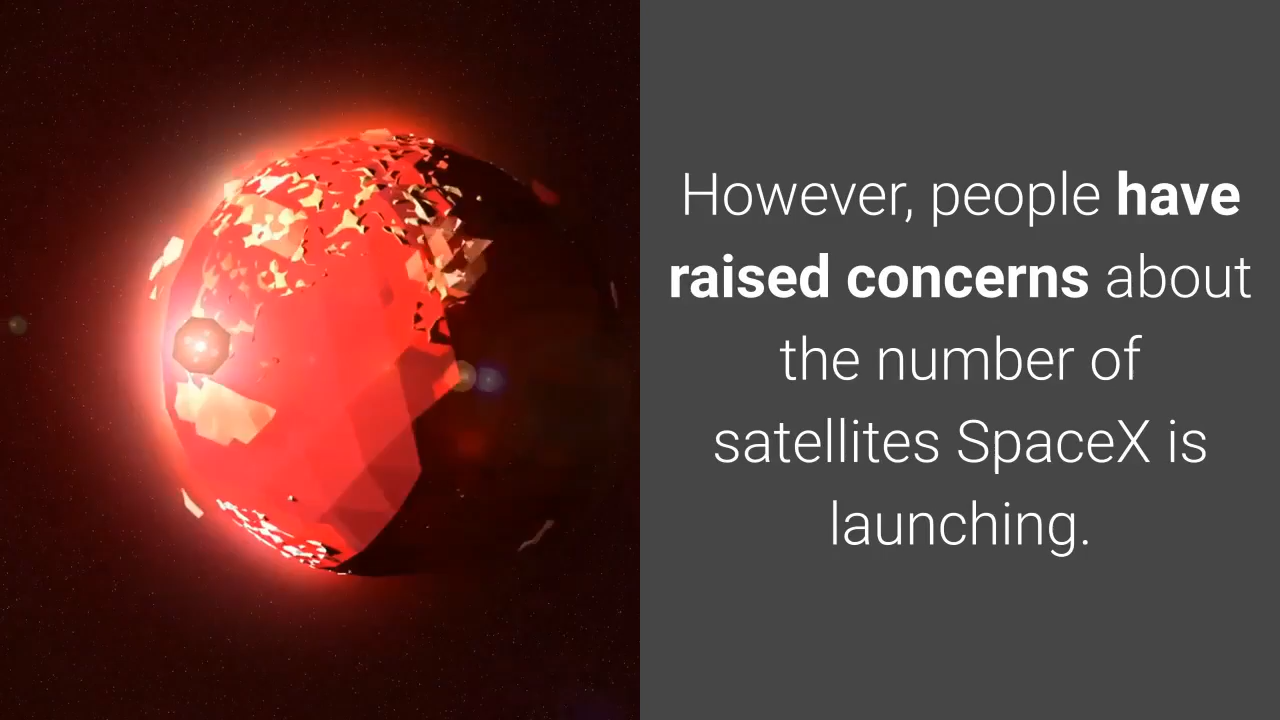 However, people have
raised concerns about
the number of
satellites SpaceX is
launching.